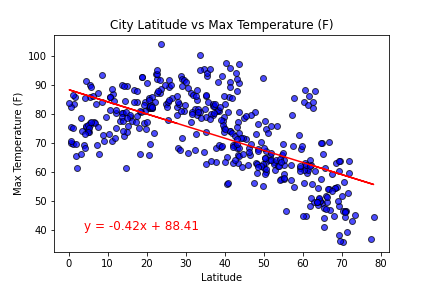 City Latitude vs Max Temperature (F)
Max Temperature (F)
100
90
80
70
60
50
40
y = -0.42x + 88.41
0 10 20 30 40 50 60 70 80
Latitude